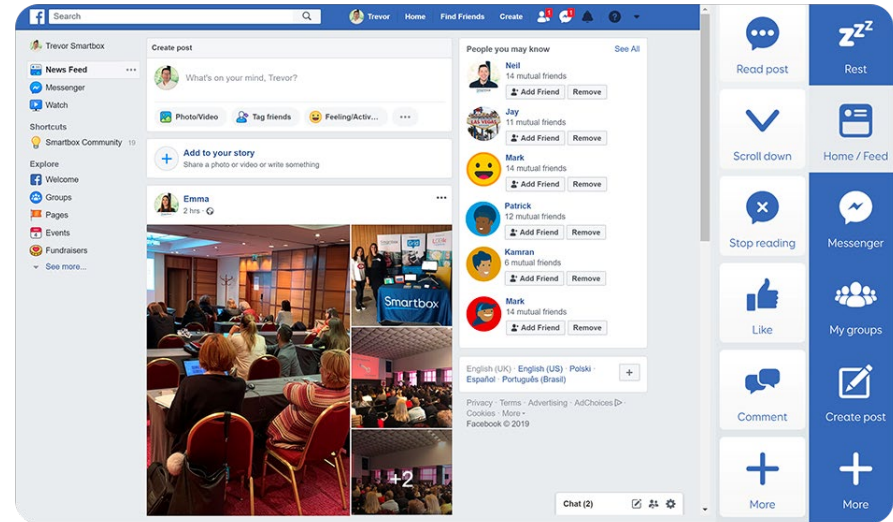 f
Search
Trevor
Home
Find Friends
Create
1
1
?
Trevor Smartbox
News Feed
Messenger
Watch
Shortcuts
Smartbox Community 19
Explore
Welcome
Groups
Pages
Events
Fundraisers
See more...
Create post
What's on your mind, Trevor?
Photo/Video
Tag friends
Feeling/Activ...
Add to your story
Share a photo or video or write something
Emma
2 hrs ·
Smartbox
+2
People you may know
See All
Neil
14 mutual friends
Add Friend
Remove
Jay
11 mutual friends
Add Friend
Remove
Mark
14 mutual friends
Add Friend
Remove
Patrick
12 mutual friends
Add Friend
Remove
Kamran
6 mutual friends
Add Friend
Remove
Mark
14 mutual friends
Add Friend
Remove
English (UK) · English (US) · Polski ·
Español · Português (Brasil)
+
Privacy · Terms · Advertising · AdChoices ·
Cookies · More
Facebook © 2019
Chat (2)
Read post
Scroll down
Stop reading
Like
Comment
More
zzz
Rest
Home / Feed
Messenger
My groups
Create post
More